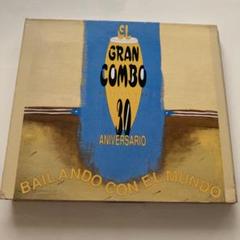 El
GRAN
COMBO
30
ANIVERSARIO
BAILANDO CON EL MUNDO